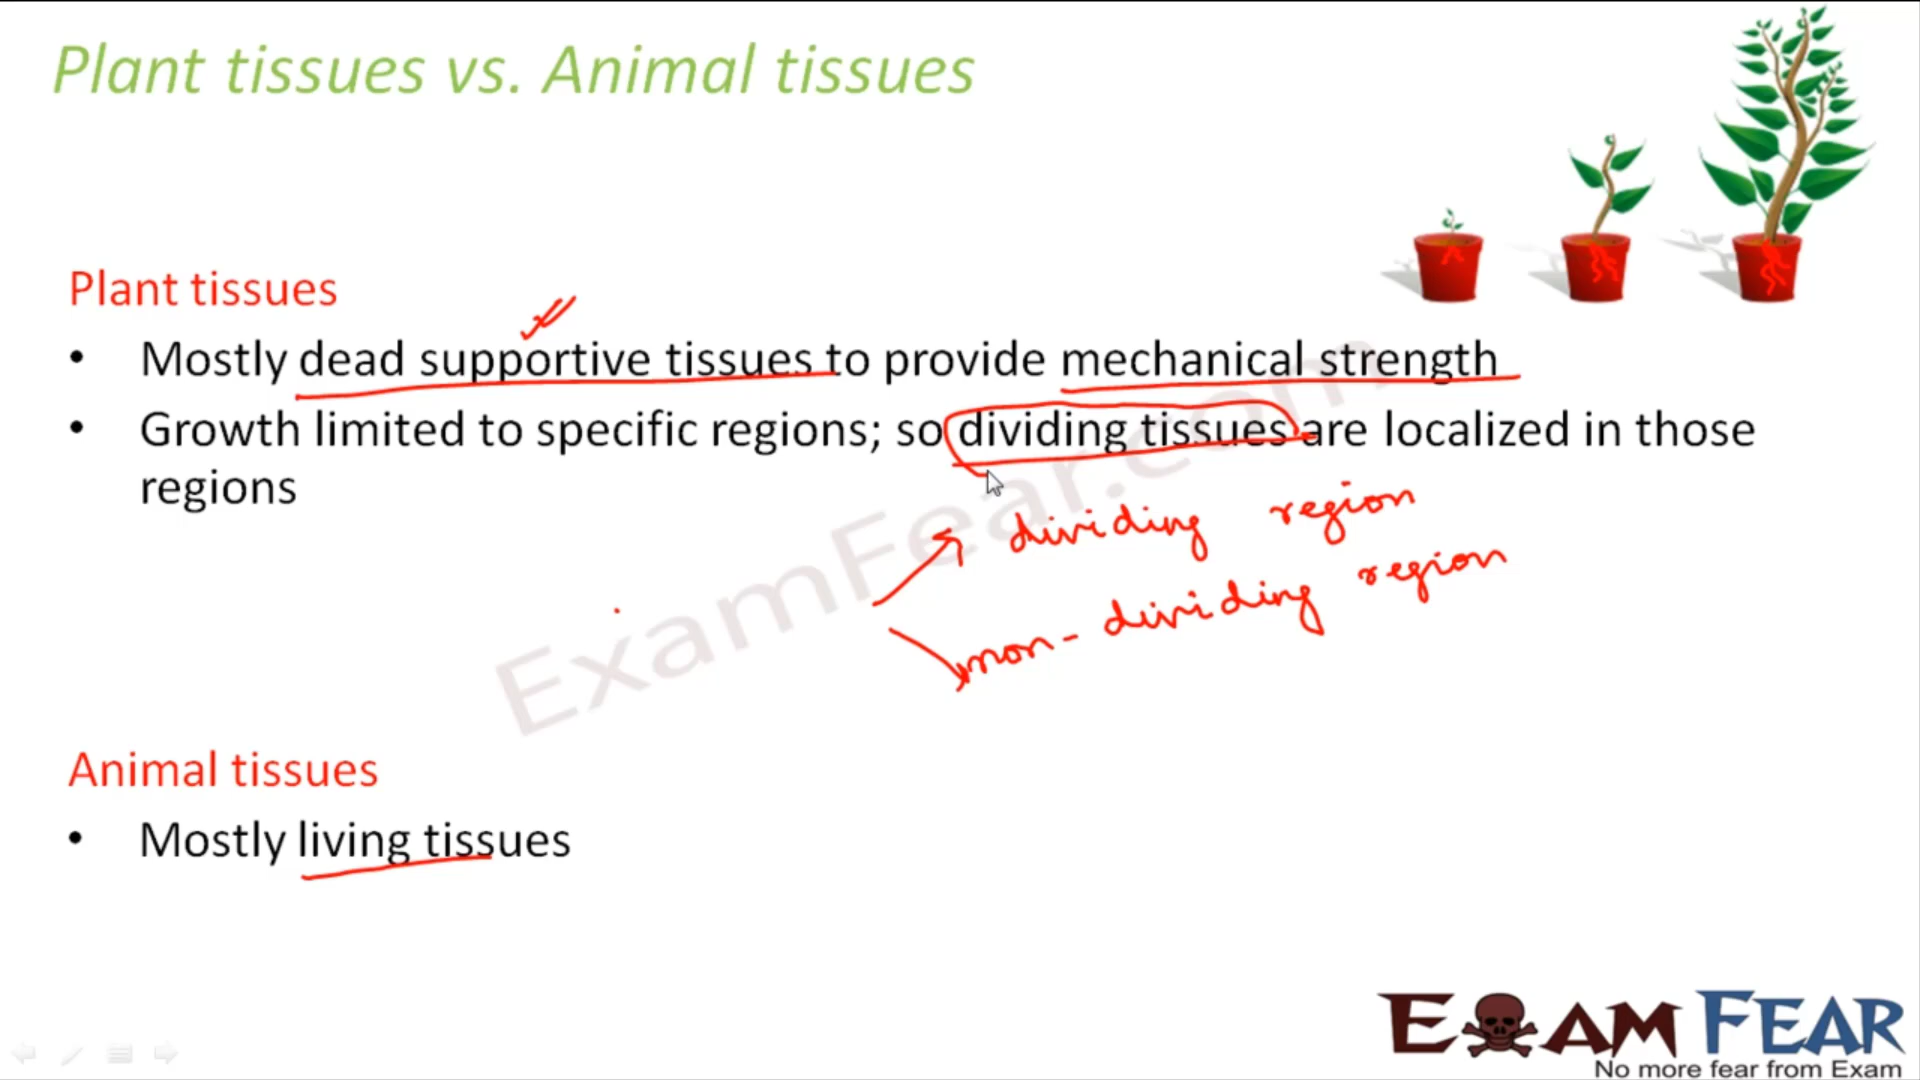 Plant tissues vs. Animal tissues
Plant tissues
• Mostly dead supportive tissues to provide mechanical strength
• Growth limited to specific regions; so dividing tissues are localized in those
regions
dividing region
non-dividing region
ExamFear.com
Animal tissues
• Mostly living tissues
EXAM FEAR
No more fear from Exam